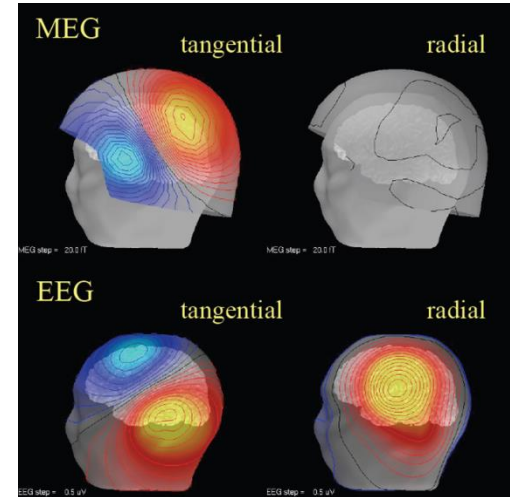 MEG
tangential
radial
MEG step = 20.0 fT
MEG step = 20.0 fT
EEG
tangential
radial
EEG step = 0.5 uV
EEG step = 0.5 uV